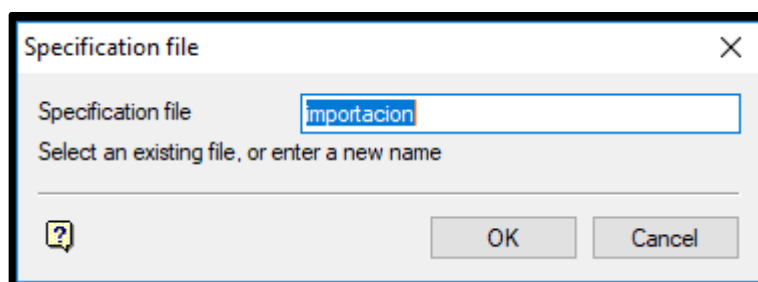 Specification file
Specification file importacion
Select an existing file, or enter a new name
? OK Cancel